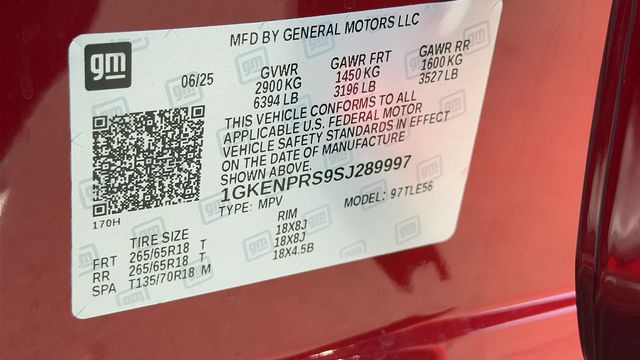 MFD BY GENERAL MOTORS LLC
gm
06/25
GVWR GAWR FRT GAWR RR
2900 KG 1450 KG 1600 KG
6394 LB 3196 LB 3527 LB
THIS VEHICLE CONFORMS TO ALL
APPLICABLE U.S. FEDERAL MOTOR
VEHICLE SAFETY STANDARDS IN EFFECT
ON THE DATE OF MANUFACTURE
SHOWN ABOVE.
1GKENPRS9SJ289997
TYPE: MPV MODEL: 97TLE56
170H
TIRE SIZE RIM
FRT 265/65R18 T 18X8J
RR 265/65R18 T 18X8J
SPA T135/70R18 M 18X4.5B